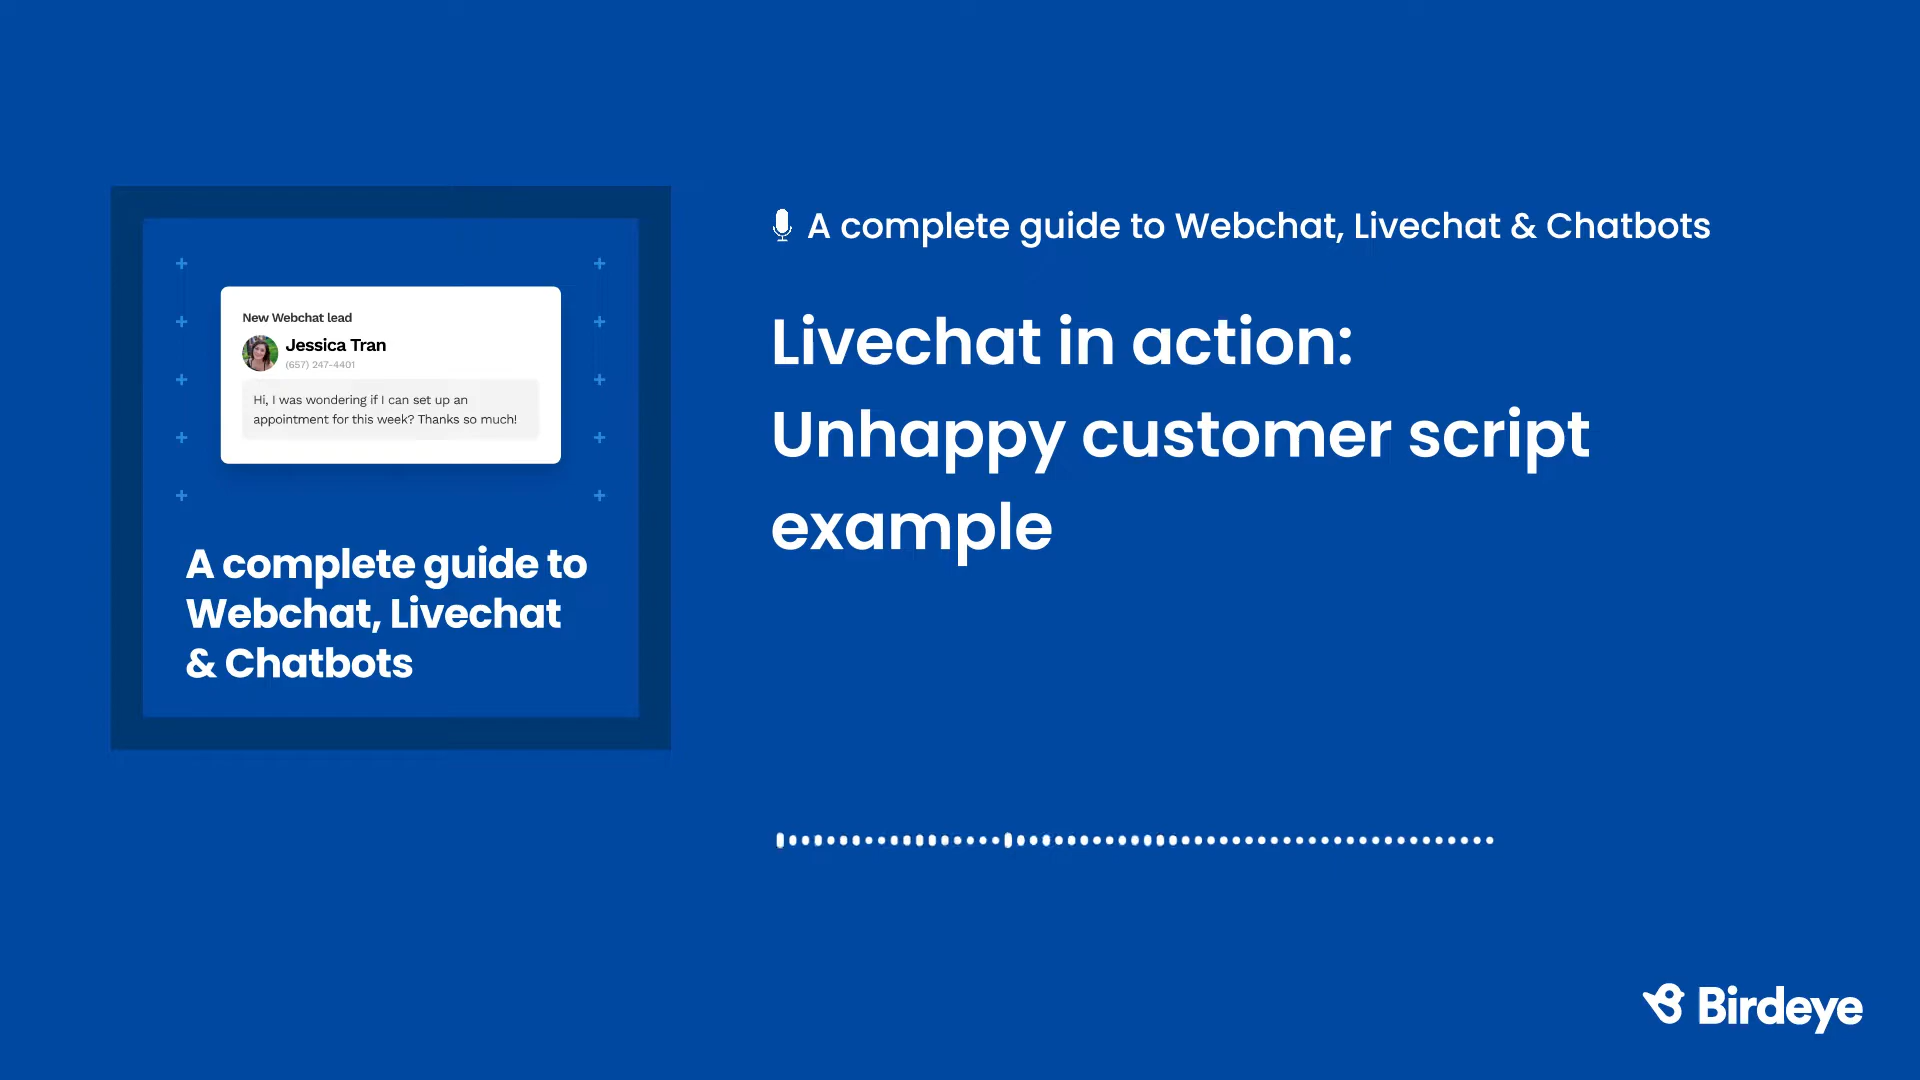 New Webchat lead
Jessica Tran
(657) 247-4401
Hi, I was wondering if I can set up an
appointment for this week? Thanks so much!
A complete guide to
Webchat, Livechat
& Chatbots
A complete guide to Webchat, Livechat & Chatbots
Livechat in action:
Unhappy customer script
example
Birdeye